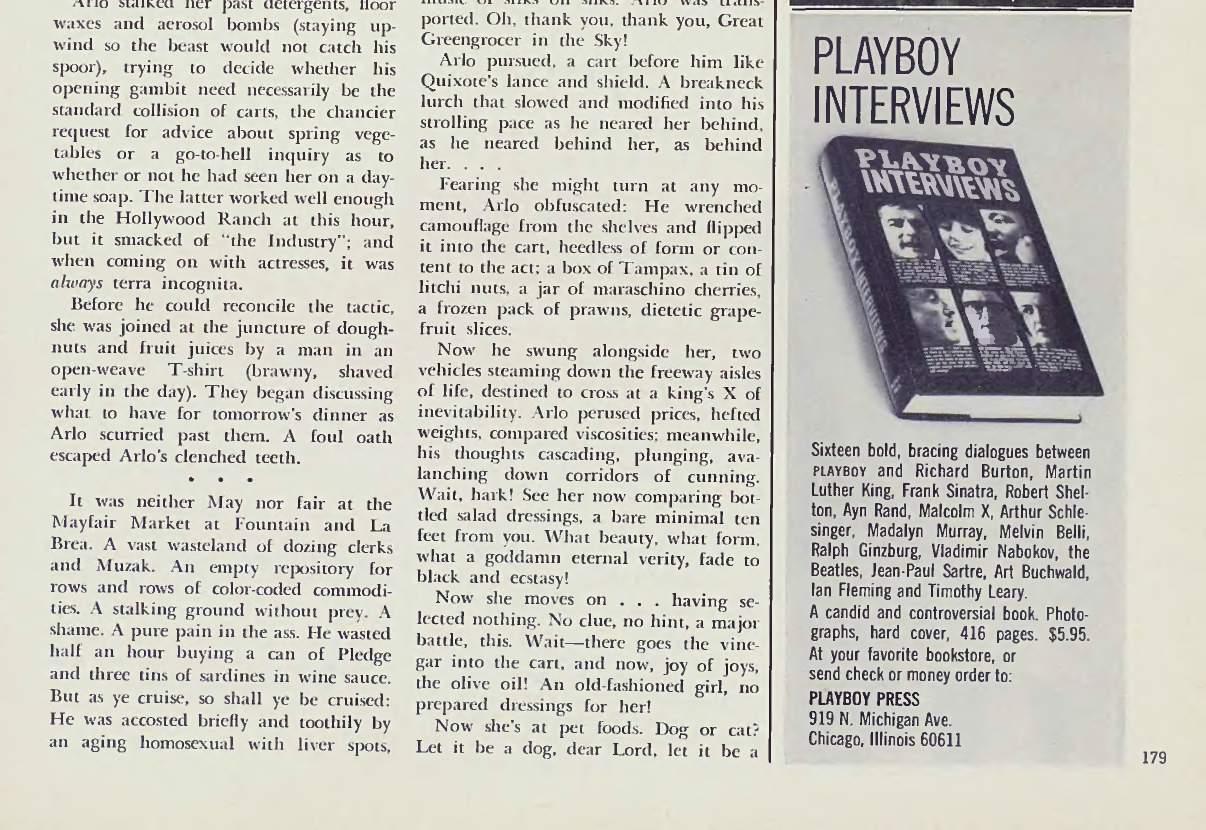 Arlo stalked her past detergents, floor
waxes and aerosol bombs (staying up-
wind so the beast would not catch his
spoor), trying to decide whether his
opening gambit need necessarily be the
standard collision of carts, the chancier
request for advice about spring vege-
tables or a go-to-hell inquiry as to
whether or not he had seen her on a day-
time soap. The latter worked well enough
in the Hollywood Ranch at this hour,
but it smacked of "the Industry"; and
when coming on with actresses, it was
always terra incognita.
Before he could reconcile the tactic,
she was joined at the juncture of dough-
nuts and fruit juices by a man in an
open-weave T-shirt (brawny, shaved
early in the day). They began discussing
what to have for tomorrow's dinner as
Arlo scurried past them. A foul oath
escaped Arlo's clenched teeth.
• • •
It was neither May nor fair at the
Mayfair Market at Fountain and La
Brea. A vast wasteland of dozing clerks
and Muzak. An empty repository for
rows and rows of color-coded commodi-
ties. A stalking ground without prey. A
shame. A pure pain in the ass. He wasted
half an hour buying a can of Pledge
and three tins of sardines in wine sauce.
But as ye cruise, so shall ye be cruised:
He was accosted briefly and toothily by
an aging homosexual with liver spots,
music of silks on silks. Arlo was trans-
ported. Oh, thank you, thank you, Great
Greengrocer in the Sky!
Arlo pursued, a cart before him like
Quixote's lance and shield. A breakneck
lurch that slowed and modified into his
strolling pace as he neared her behind,
as he neared behind her, as behind
her. . . .
Fearing she might turn at any mo-
ment, Arlo obfuscated: He wrenched
camouflage from the shelves and flipped
it into the cart, heedless of form or con-
tent to the act; a box of Tampax, a tin of
litchi nuts, a jar of maraschino cherries,
a frozen pack of prawns, dietetic grape-
fruit slices.
Now he swung alongside her, two
vehicles steaming down the freeway aisles
of life, destined to cross at a king's X of
inevitability. Arlo perused prices, hefted
weights, compared viscosities; meanwhile,
his thoughts cascading, plunging, ava-
lanching down corridors of cunning.
Wait, hark! See her now comparing bot-
tled salad dressings, a bare minimal ten
feet from you. What beauty, what form,
what a goddamn eternal verity, fade to
black and ecstasy!
Now she moves on . . . having se-
lected nothing. No clue, no hint, a major
battle, this. Wait—there goes the vine-
gar into the cart, and now, joy of joys,
the olive oil! An old-fashioned girl, no
prepared dressings for her!
Now she's at pet foods. Dog or cat?
Let it be a dog, dear Lord, let it be a
PLAYBOY
INTERVIEWS
PLAYBOY
INTERVIEWS
PLAYBOY INTERVIEWS
Sixteen bold, bracing dialogues between
PLAYBOY and Richard Burton, Martin
Luther King, Frank Sinatra, Robert Shel-
ton, Ayn Rand, Malcolm X, Arthur Schle-
singer, Madalyn Murray, Melvin Belli,
Ralph Ginzburg, Vladimir Nabokov, the
Beatles, Jean-Paul Sartre, Art Buchwald,
Ian Fleming and Timothy Leary.
A candid and controversial book. Photo-
graphs, hard cover, 416 pages. $5.95.
At your favorite bookstore, or
send check or money order to:
PLAYBOY PRESS
919 N. Michigan Ave.
Chicago, Illinois 60611
179